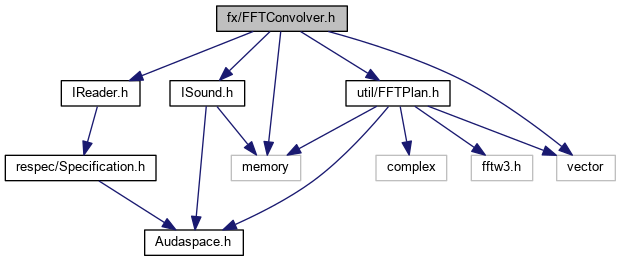 fx/FFTConvolver.h
IReader.h
ISound.h
util/FFTPlan.h
respec/Specification.h
memory
complex
fftw3.h
vector
Audaspace.h